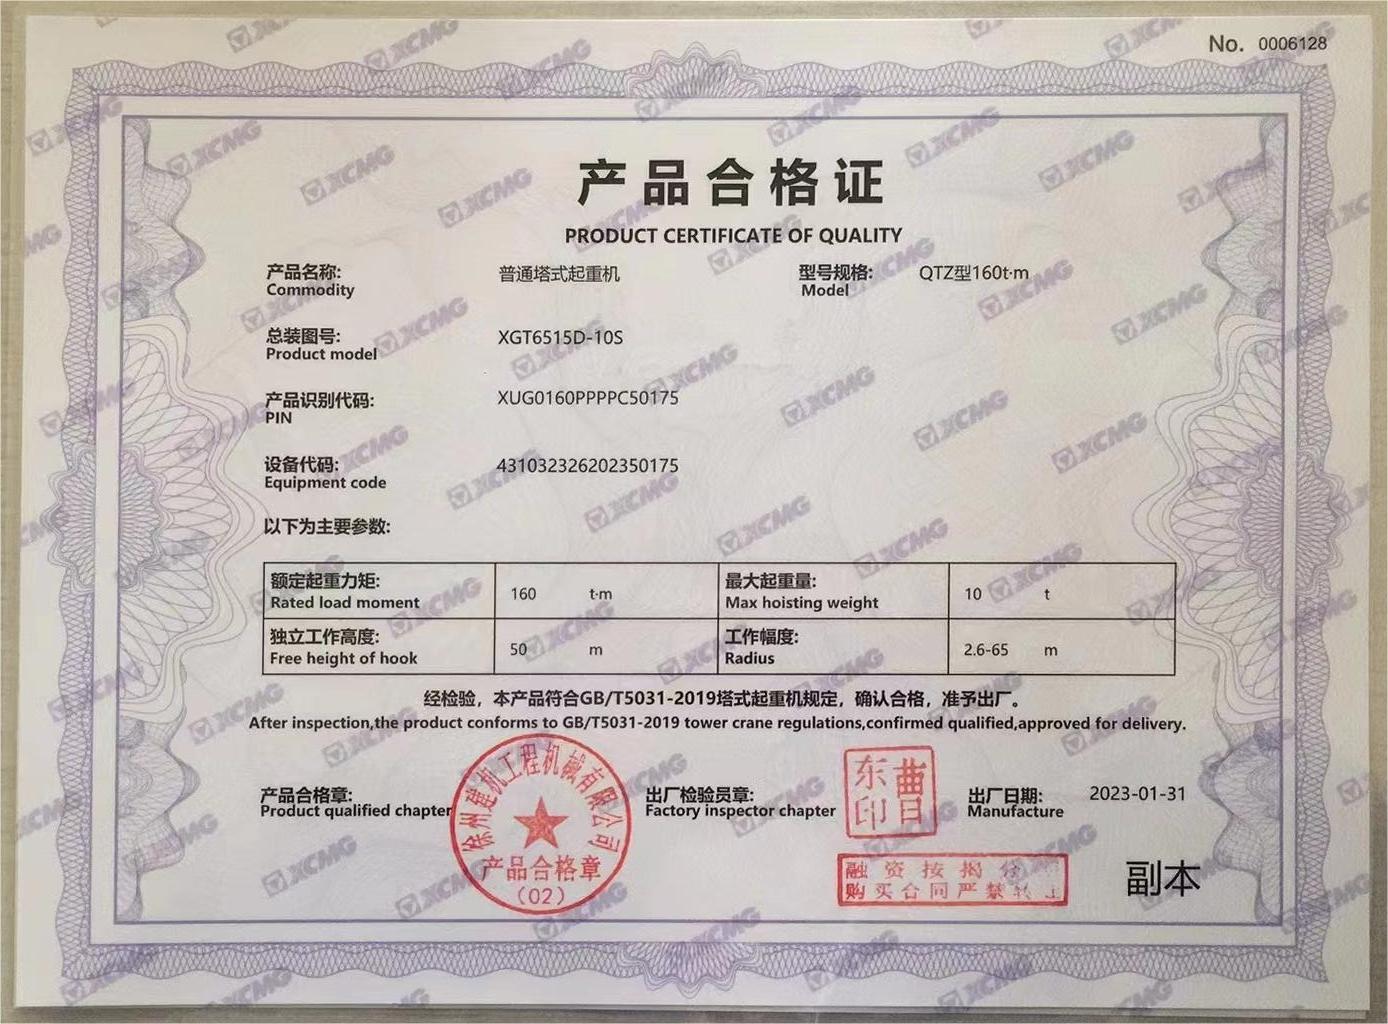 No. 0006128
产品合格证
PRODUCT CERTIFICATE OF QUALITY
产品名称: 普通塔式起重机 型号规格: QTZ型160t·m
Commodity Model
总装图号: XGT6515D-10S
Product model
产品识别代码: XUG0160PPPPC50175
PIN
设备代码: 431032326202350175
Equipment code
以下为主要参数:
额定起重力矩: 160 t·m 最大起重量: 10 t
Rated load moment Max hoisting weight
独立工作高度: 50 m 工作幅度: 2.6-65 m
Free height of hook Radius
经检验，本产品符合GB/T5031-2019塔式起重机规定，确认合格，准予出厂。
After inspection,the product conforms to GB/T5031-2019 tower crane regulations,confirmed qualified,approved for delivery.
产品合格章: 出厂检验员章: 出厂日期: 2023-01-31
Product qualified chapter Factory inspector chapter Manufacture
徐州建机工程机械有限公司
产品合格章
(02)
曹
东
印
融资按揭
购买合同严禁
副本
XCMG